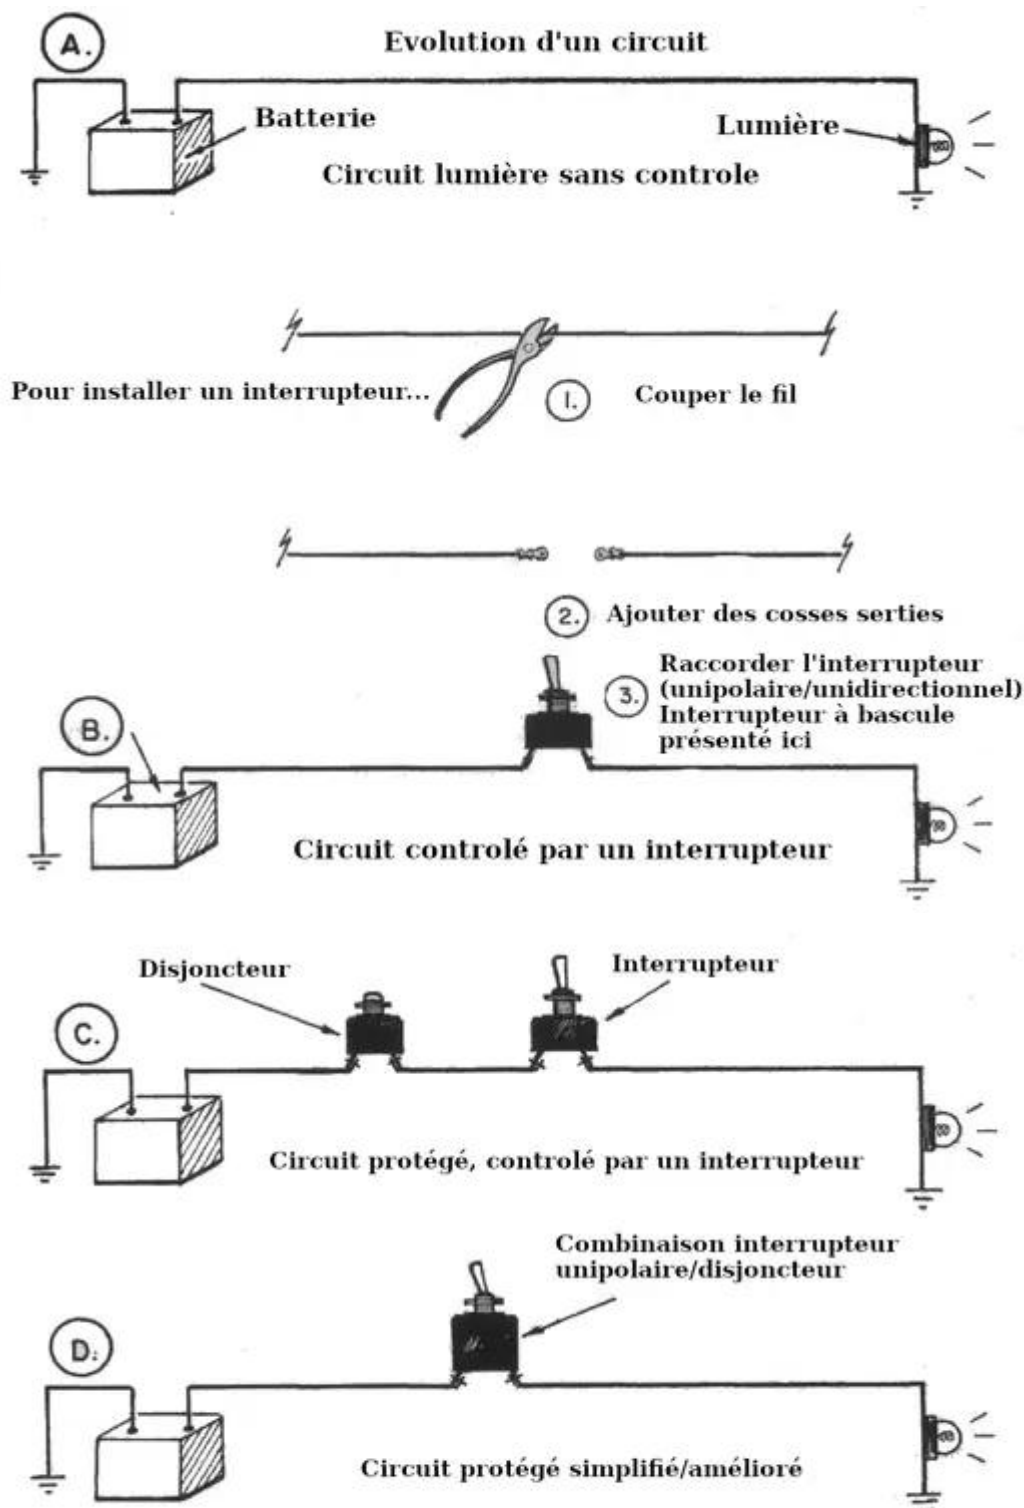 A.
Evolution d'un circuit
Batterie
Lumière
Circuit lumière sans controle
Pour installer un interrupteur...
1.
Couper le fil
2.
Ajouter des cosses serties
3.
Raccorder l'interrupteur
(unipolaire/unidirectionnel)
Interrupteur à bascule
présenté ici
B.
Circuit controlé par un interrupteur
Disjoncteur
Interrupteur
C.
Circuit protégé, controlé par un interrupteur
Combinaison interrupteur
unipolaire/disjoncteur
D.
Circuit protégé simplifié/amélioré